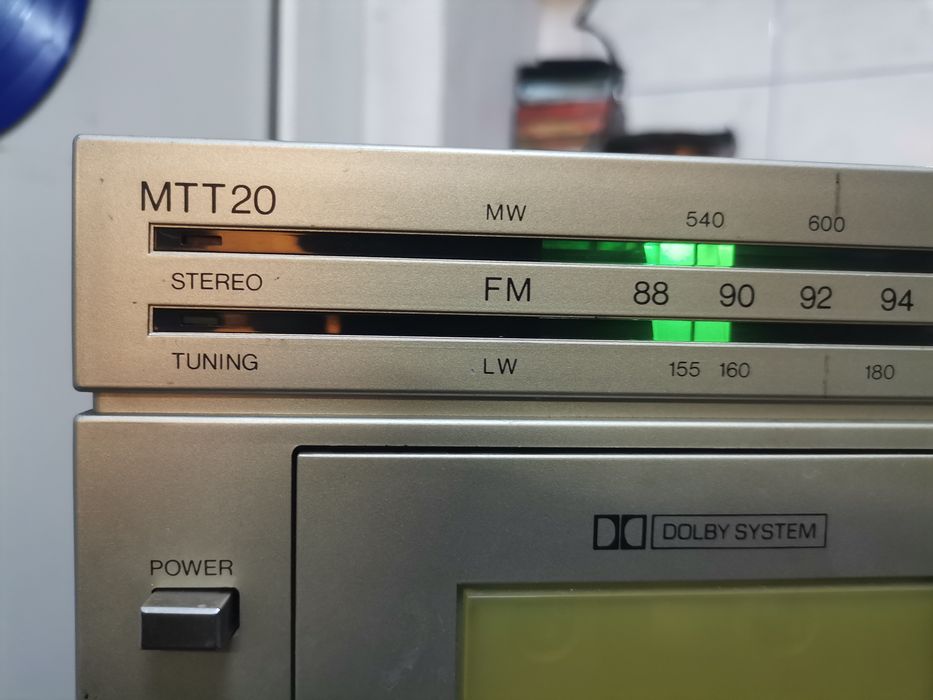 MTT20
MW 540 600
STEREO
FM 88 90 92 94
TUNING
LW 155 160 180
DOLBY SYSTEM
POWER